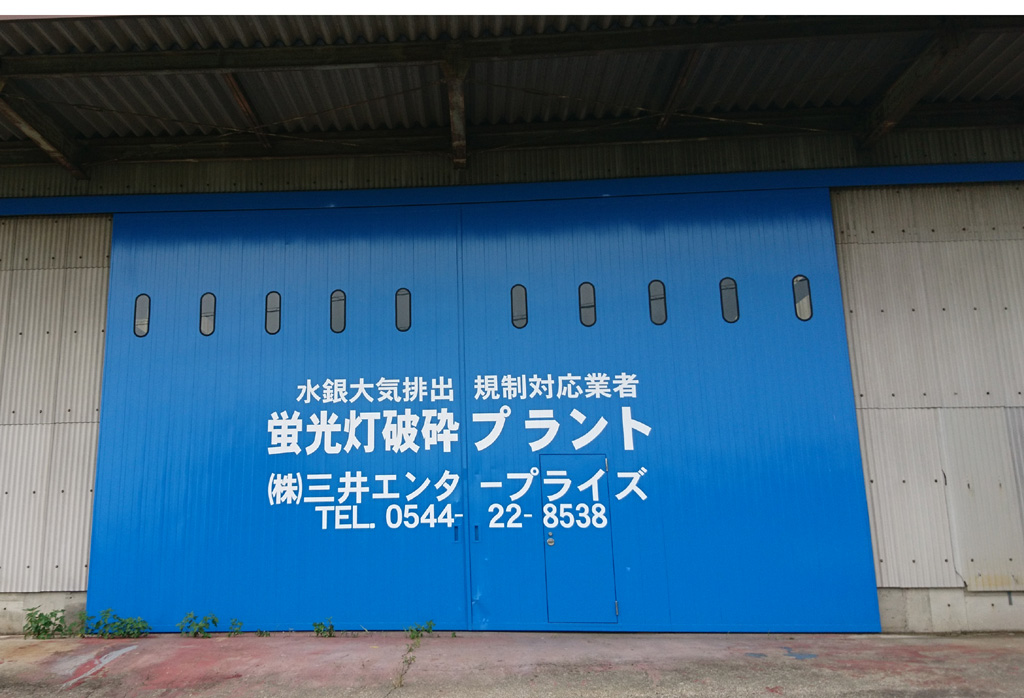 水銀大気排出 規制対応業者
蛍光灯破砕プラント
㈱三井エンタープライズ
TEL. 0544-22-8538